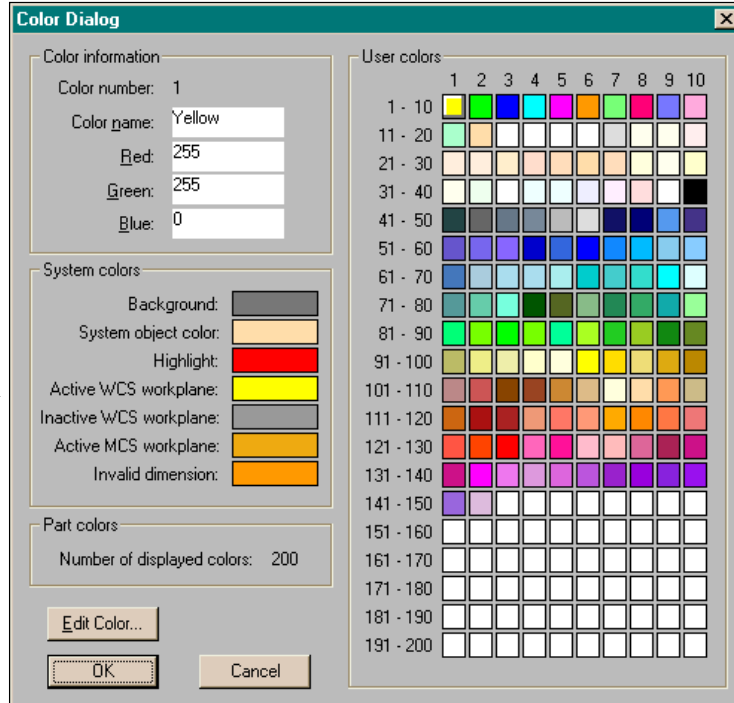 Color Dialog
Color information
Color number: 1
Color name: Yellow
Red: 255
Green: 255
Blue: 0
System colors
Background:
System object color:
Highlight:
Active WCS workplane:
Inactive WCS workplane:
Active MCS workplane:
Invalid dimension:
Part colors
Number of displayed colors: 200
Edit Color...
OK Cancel
User colors
1 2 3 4 5 6 7 8 9 10
1 - 10
11 - 20
21 - 30
31 - 40
41 - 50
51 - 60
61 - 70
71 - 80
81 - 90
91 - 100
101 - 110
111 - 120
121 - 130
131 - 140
141 - 150
151 - 160
161 - 170
171 - 180
181 - 190
191 - 200